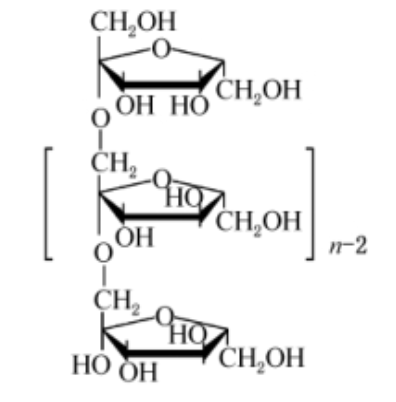 CH₂OH
O
OH HO CH₂OH
O
CH₂
O
HO
OH CH₂OH
n-2
O
CH₂
O
HO
HO OH CH₂OH